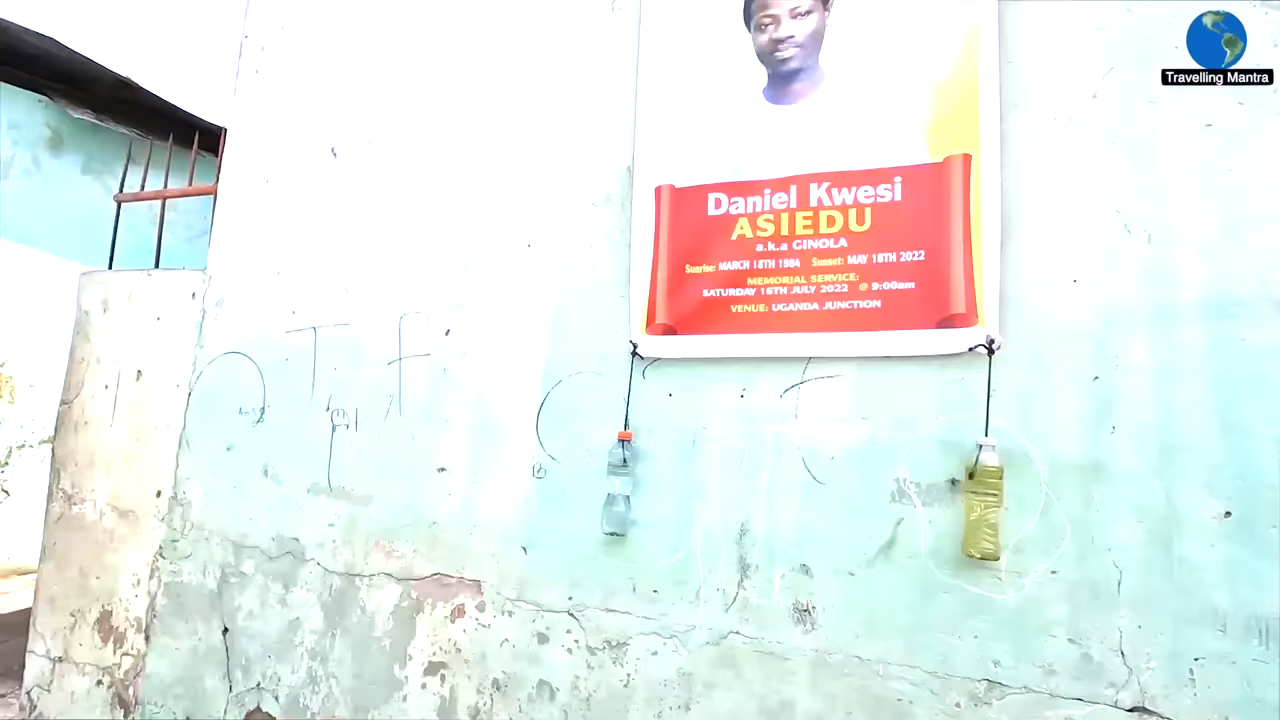 Travelling Mantra
Daniel Kwesi
ASIEDU
a.k.a GINOLA
Sunrise: MARCH 18TH 1984 Sunset: MAY 18TH 2022
MEMORIAL SERVICE:
SATURDAY 16TH JULY 2022 @ 9:00am
VENUE: UGANDA JUNCTION